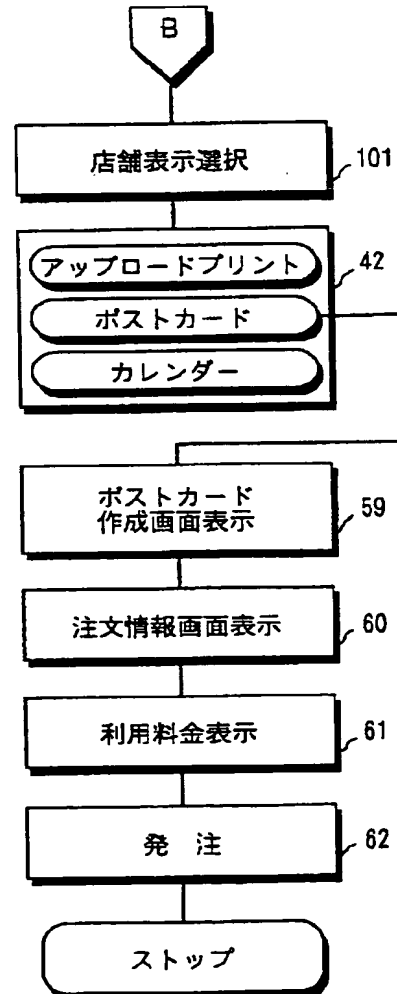 B
店舗表示選択
101
アップロードプリント
42
ポストカード
カレンダー
ポストカード
作成画面表示
59
注文情報画面表示
60
利用料金表示
61
発 注
62
ストップ